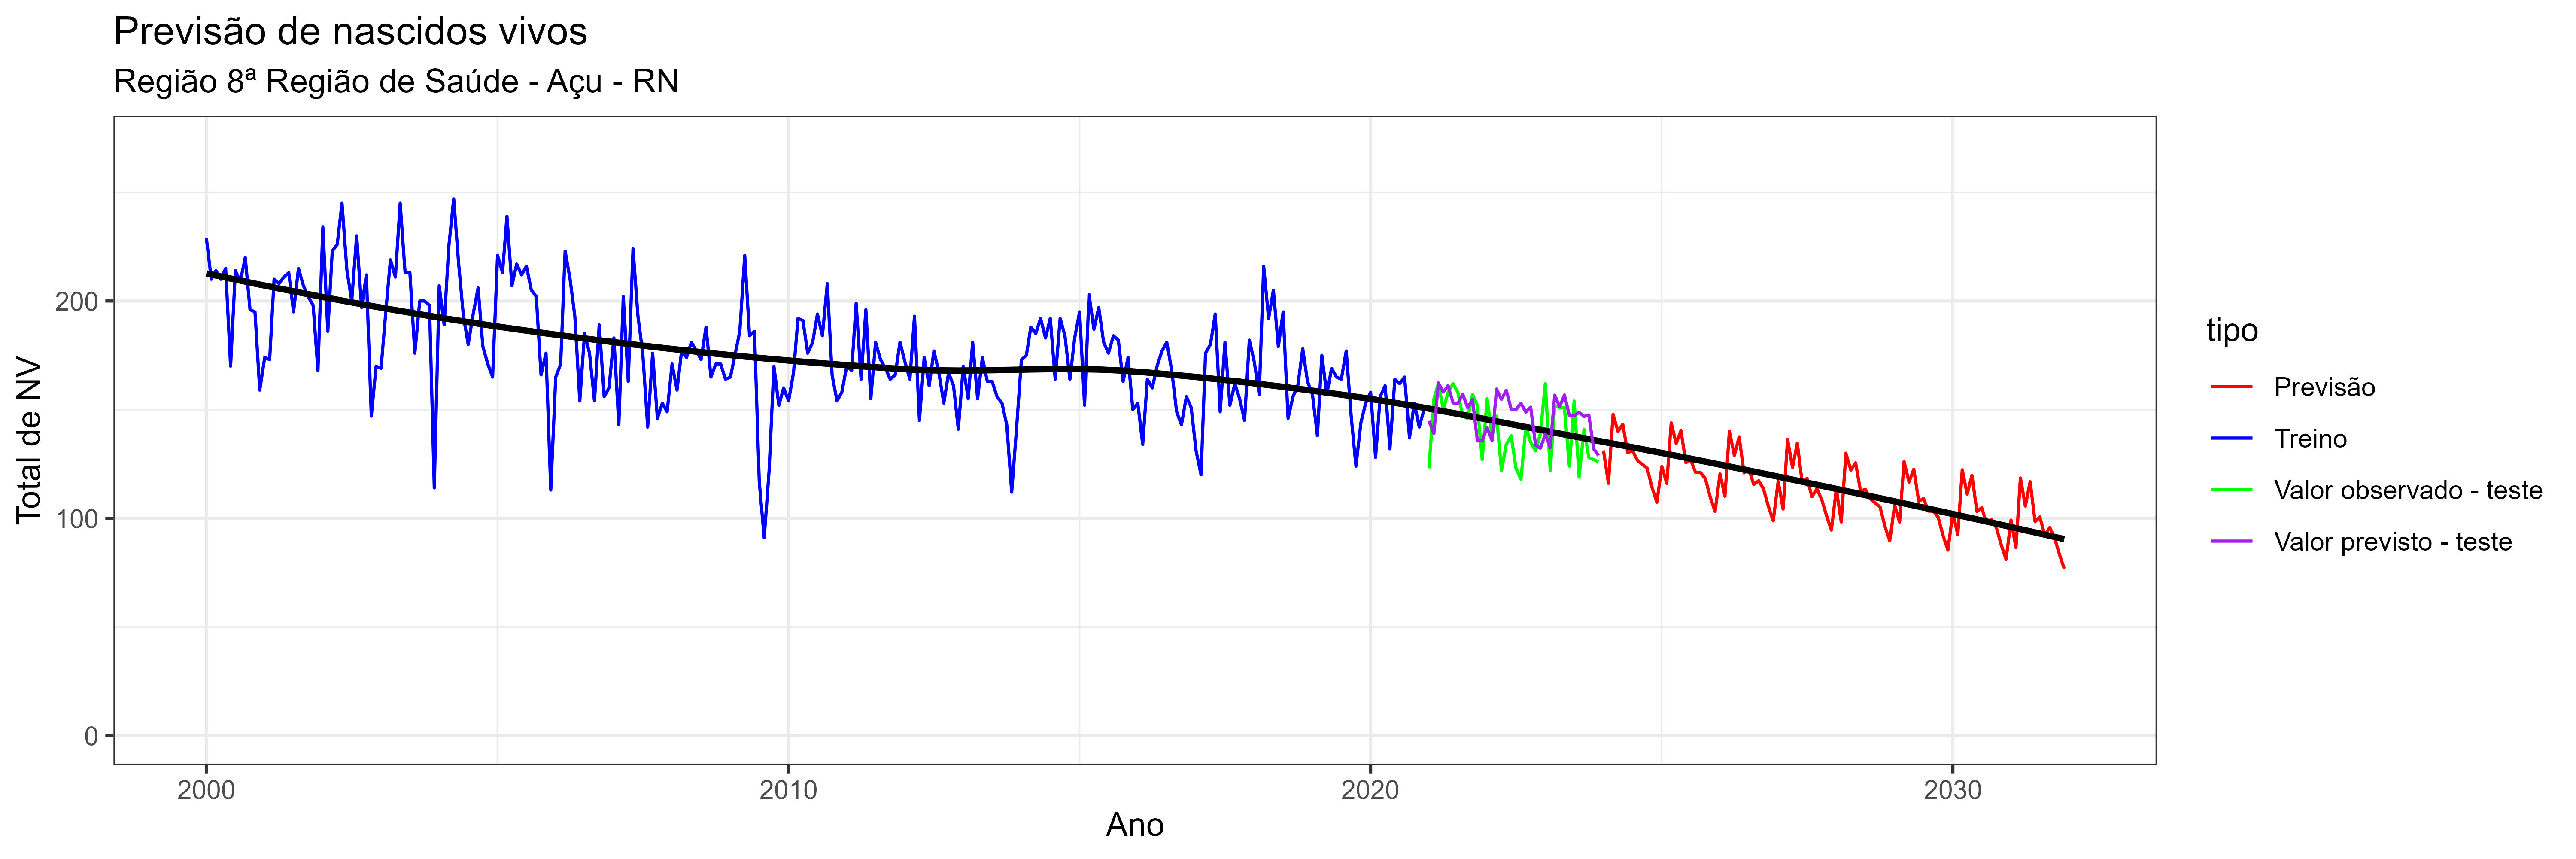 Previsão de nascidos vivos
Região 8ª Região de Saúde - Açu - RN
Total de NV
200
100
0
2000
2010
2020
2030
Ano
tipo
Previsão
Treino
Valor observado - teste
Valor previsto - teste